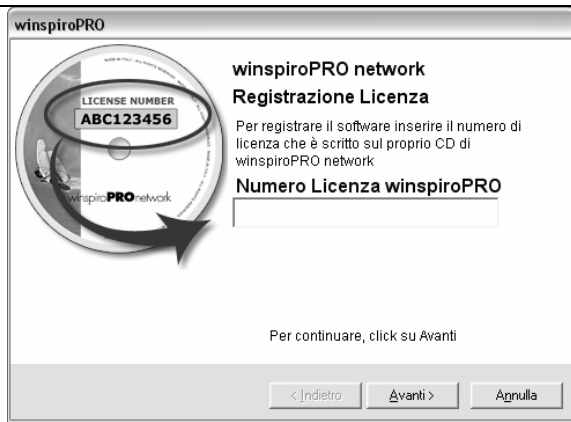 winspiroPRO
LICENSE NUMBER
ABC123456
winspiroPROnetwork
winspiroPRO network
Registrazione Licenza
Per registrare il software inserire il numero di
licenza che è scritto sul proprio CD di
winspiroPRO network
Numero Licenza winspiroPRO
Per continuare, click su Avanti
< Indietro
Avanti >
Annulla